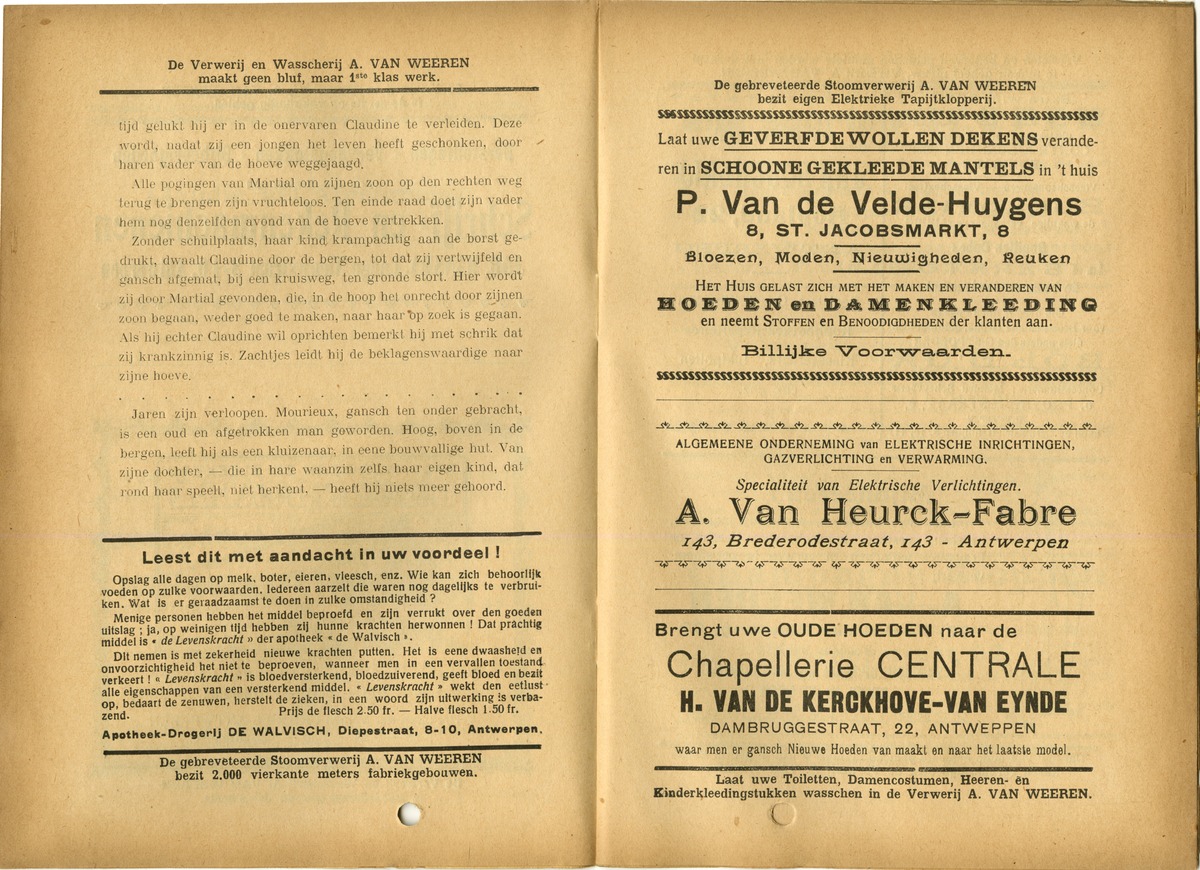 De Verwerij en Wasscherij A. VAN WEEREN
maakt geen bluf, maar 1ste klas werk.
tijd gelukt hij er in de onervaren Claudine te verleiden. Deze
wordt, nadat zij een jongen het leven heeft geschonken, door
haren vader van de hoeve weggejaagd.
Alle pogingen van Martial om zijnen zoon op den rechten weg
terug te brengen zijn vruchteloos. Ten einde raad doet zijn vader
hem nog denzelfden avond van de hoeve vertrekken.
Zonder schuilplaats, haar kind krampachtig aan de borst ge-
drukt, dwaalt Claudine door de bergen, tot dat zij vertwijfeld en
gansch afgemat, bij een kruisweg, ten gronde stort. Hier wordt
zij door Martial gevonden, die, in de hoop het onrecht door zijnen
zoon begaan, weder goed te maken, naar haar op zoek is gegaan.
Als hij echter Claudine wil oprichten bemerkt hij met schrik dat
zij krankzinnig is. Zachtjes leidt hij de beklagenswaardige naar
zijne hoeve.
. . . . . . . . . . . . . . . . . .
Jaren zijn verloopen. Mourieux, gansch ten onder gebracht,
is een oud en afgetrokken man geworden. Hoog, boven in de
bergen, leeft hij als een kluizenaar, in eene bouwvallige hut. Van
zijne dochter, — die in hare waanzin zelfs haar eigen kind, dat
rond haar speelt, niet herkent, — heeft hij niets meer gehoord.
Leest dit met aandacht in uw voordeel !
Opslag alle dagen op melk, boter, eieren, vleesch, enz. Wie kan zich behoorlijk
voeden op zulke voorwaarden. Iedereen aarzelt die waren nog dagelijks te verbrui-
ken. Wat is er geraadzaamst te doen in zulke omstandigheid ?
Menige personen hebben het middel beproefd en zijn verrukt over den goeden
uitslag ; ja, op weinigen tijd hebben zij hunne krachten herwonnen ! Dat prachtig
middel is « de Levenskracht » der apotheek « de Walvisch ».
Dit nemen is met zekerheid nieuwe krachten putten. Het is eene dwaasheid en
onvoorzichtigheid het niet te beproeven, wanneer men in een vervallen toestand
verkeert ! « Levenskracht » is bloedversterkend, bloedzuiverend, geeft bloed en bezit
alle eigenschappen van een versterkend middel. « Levenskracht » wekt den eetlust
op, bedaart de zenuwen, herstelt de zieken, in een woord zijn uitwerking is verba-
zend. Prijs de flesch 2.50 fr. — Halve flesch 1.50 fr.
Apotheek-Drogerij DE WALVISCH, Diepestraat, 8-10, Antwerpen.
De gebreveteerde Stoomverwerij A. VAN WEEREN
bezit 2.000 vierkante meters fabriekgebouwen.
De gebreveteerde Stoomverwerij A. VAN WEEREN
bezit eigen Elektrieke Tapijtklopperij.
Laat uwe GEVERFDE WOLLEN DEKENS verande-
ren in SCHOONE GEKLEEDE MANTELS in 't huis
P. Van de Velde-Huygens
8, ST. JACOBSMARKT, 8
Bloezen, Moden, Nieuwigheden, Reuken
HET HUIS GELAST ZICH MET HET MAKEN EN VERANDEREN VAN
HOEDEN en DAMENKLEEDING
en neemt STOFFEN en BENOODIGDHEDEN der klanten aan.
Billijke Voorwaarden.
ALGEMEENE ONDERNEMING van ELEKTRISCHE INRICHTINGEN,
GAZVERLICHTING en VERWARMING.
Specialiteit van Elektrische Verlichtingen.
A. Van Heurck-Fabre
143, Brederodestraat, 143 - Antwerpen
Brengt uwe OUDE HOEDEN naar de
Chapellerie CENTRALE
H. VAN DE KERCKHOVE-VAN EYNDE
DAMBRUGGESTRAAT, 22, ANTWEPPEN
waar men er gansch Nieuwe Hoeden van maakt en naar het laatste model.
Laat uwe Toiletten, Damencostumen, Heeren- en
Kinderkleedingstukken wasschen in de Verwerij A. VAN WEEREN.